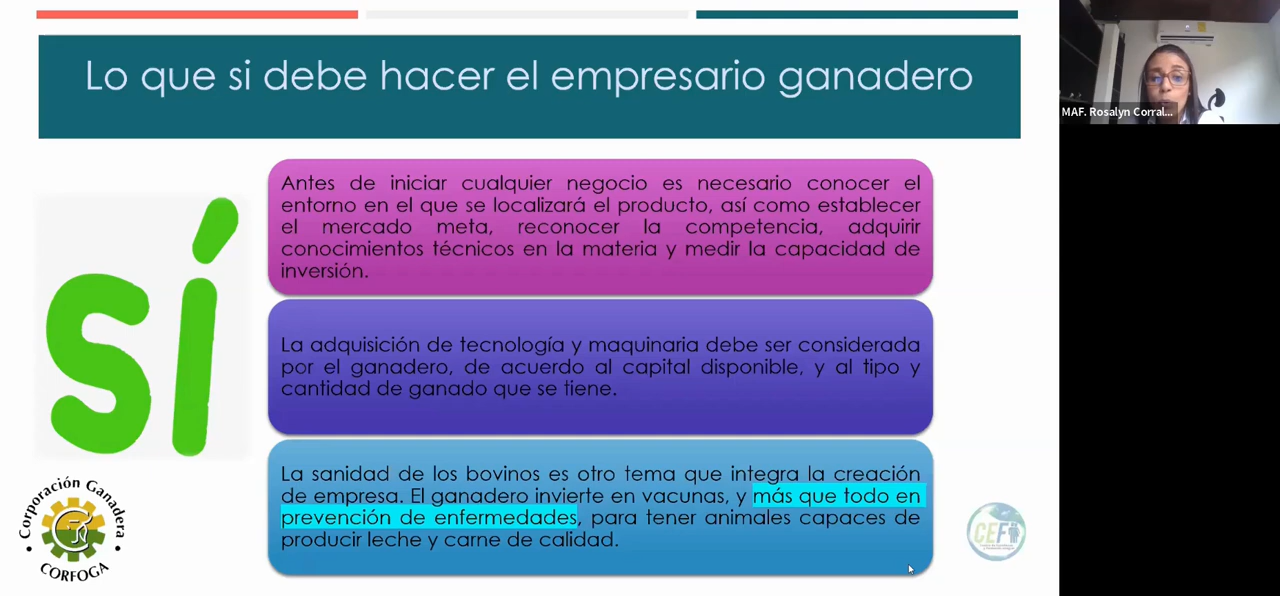 Lo que si debe hacer el empresario ganadero
MAF. Rosalyn Corral...
Antes de iniciar cualquier negocio es necesario conocer el
entorno en el que se localizará el producto, así como establecer
el mercado meta, reconocer la competencia, adquirir
conocimientos técnicos en la materia y medir la capacidad de
inversión.
SÍ
La adquisición de tecnología y maquinaria debe ser considerada
por el ganadero, de acuerdo al capital disponible, y al tipo y
cantidad de ganado que se tiene.
La sanidad de los bovinos es otro tema que integra la creación
de empresa. El ganadero invierte en vacunas, y más que todo en
prevención de enfermedades, para tener animales capaces de
producir leche y carne de calidad.
Corporación Ganadera
CORFOGA
CEFI